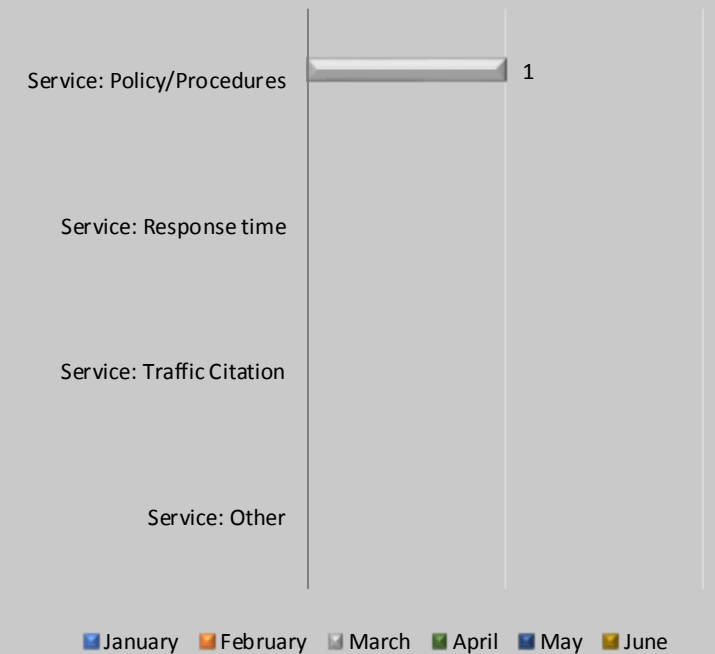 Service: Policy/Procedures
1
Service: Response time
Service: Traffic Citation
Service: Other
January February March April May June